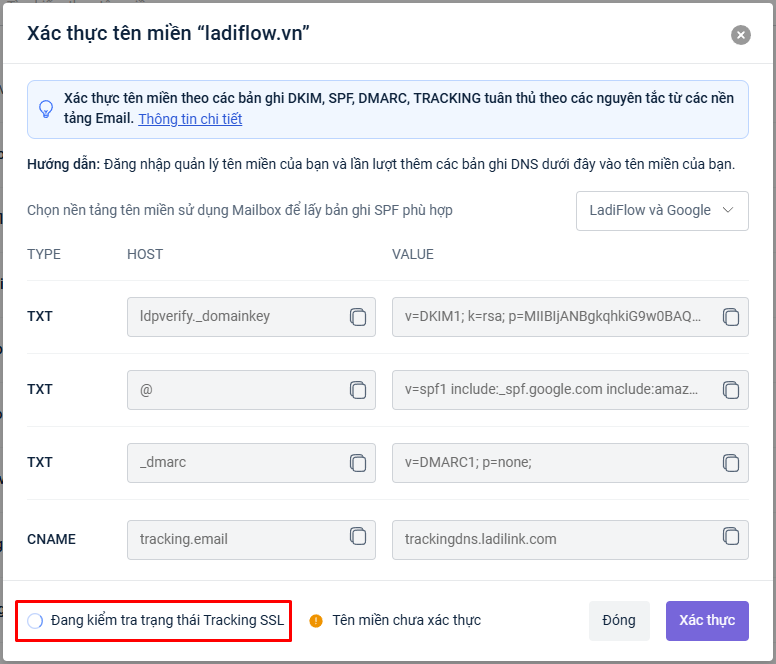 Xác thực tên miền “ladiflow.vn”
Xác thực tên miền theo các bản ghi DKIM, SPF, DMARC, TRACKING tuân thủ theo các nguyên tắc từ các nền
tảng Email. Thông tin chi tiết
Hướng dẫn: Đăng nhập quản lý tên miền của bạn và lần lượt thêm các bản ghi DNS dưới đây vào tên miền của bạn.
Chọn nền tảng tên miền sử dụng Mailbox để lấy bản ghi SPF phù hợp LadiFlow và Google
TYPE HOST VALUE
TXT ldpverify._domainkey v=DKIM1; k=rsa; p=MIIBIjANBgkqhkiG9w0BAQ...
TXT @ v=spf1 include:_spf.google.com include:amaz...
TXT _dmarc v=DMARC1; p=none;
CNAME tracking.email trackingdns.ladilink.com
Đang kiểm tra trạng thái Tracking SSL Tên miền chưa xác thực Đóng Xác thực